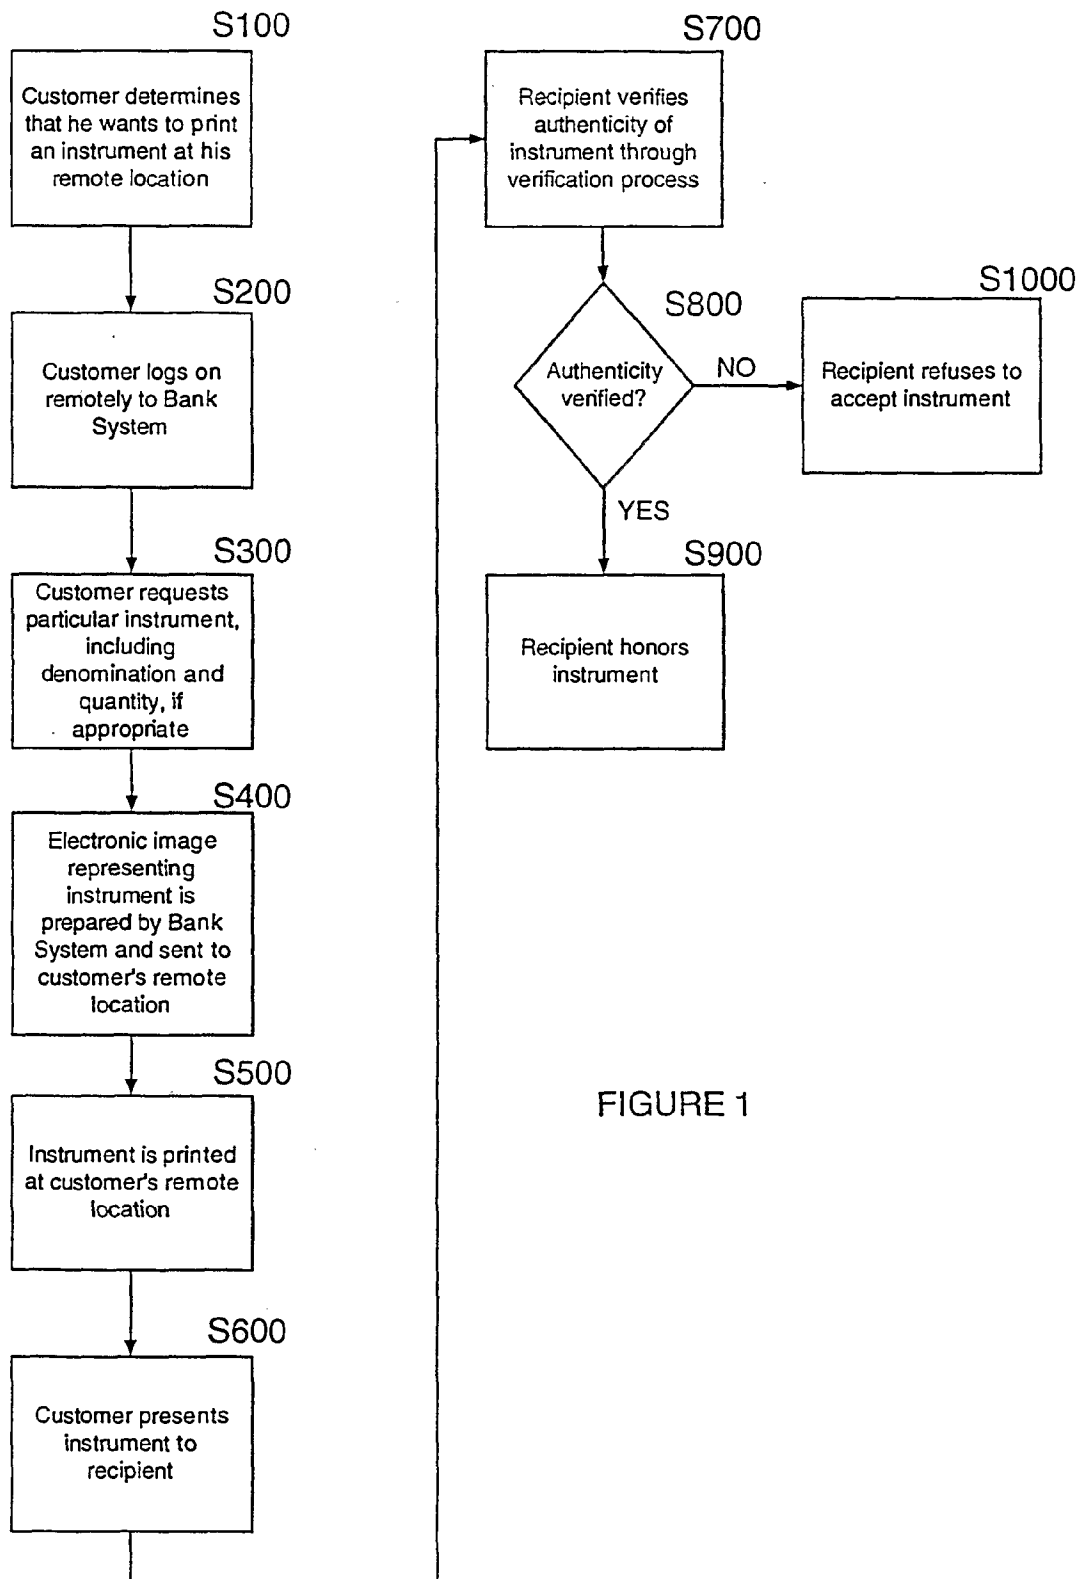 S100
Customer determines
that he wants to print
an instrument at his
remote location
S200
Customer logs on
remotely to Bank
System
S300
Customer requests
particular instrument,
including
denomination and
quantity, if
appropriate
S400
Electronic image
representing
instrument is
prepared by Bank
System and sent to
customer's remote
location
S500
Instrument is printed
at customer's remote
location
S600
Customer presents
instrument to
recipient
S700
Recipient verifies
authenticity of
instrument through
verification process
S800
Authenticity
verified?
NO
S1000
Recipient refuses to
accept instrument
YES
S900
Recipient honors
instrument
FIGURE 1